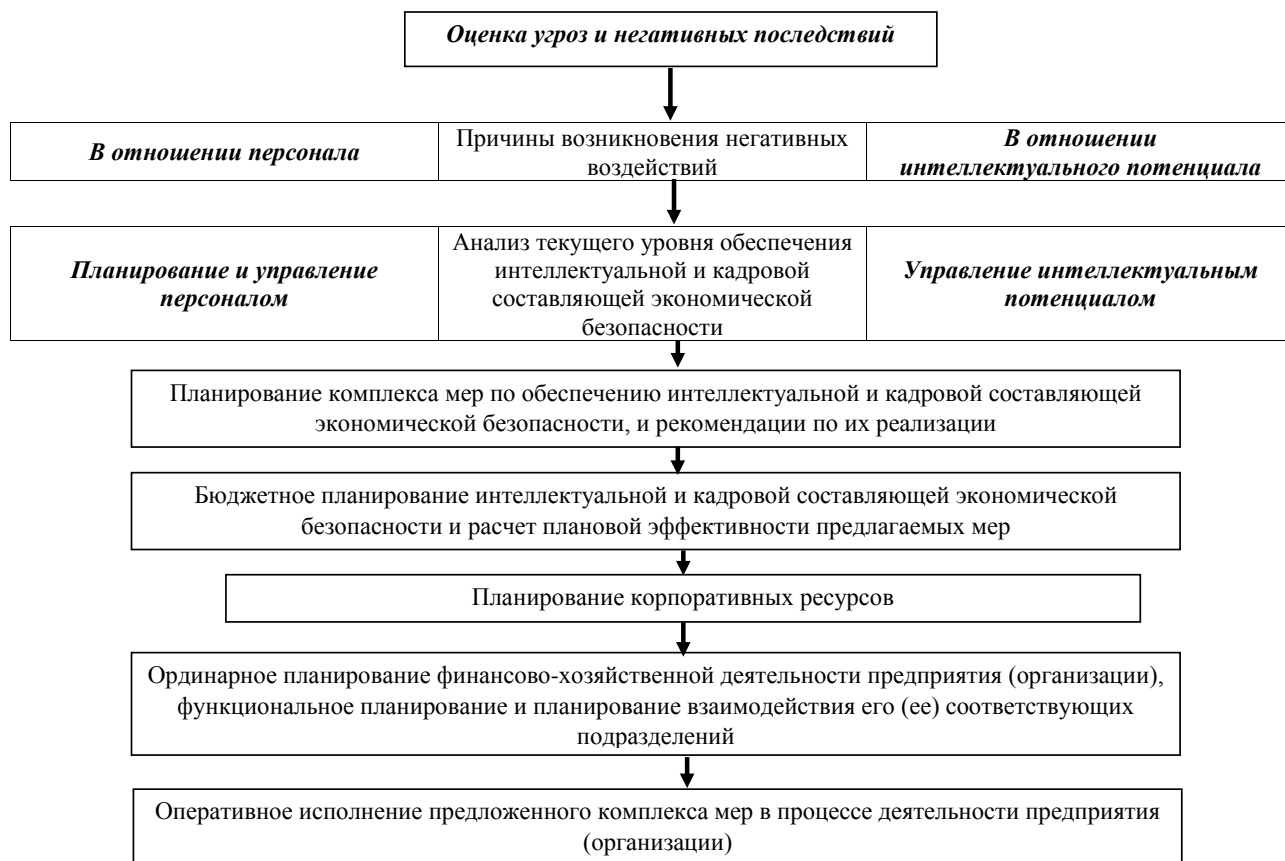 Оценка угроз и негативных последствий
В отношении персонала
Причины возникновения негативных
воздействий
В отношении
интеллектуального потенциала
Планирование и управление
персоналом
Анализ текущего уровня обеспечения
интеллектуальной и кадровой
составляющей экономической
безопасности
Управление интеллектуальным
потенциалом
Планирование комплекса мер по обеспечению интеллектуальной и кадровой составляющей
экономической безопасности, и рекомендации по их реализации
Бюджетное планирование интеллектуальной и кадровой составляющей экономической
безопасности и расчет плановой эффективности предлагаемых мер
Планирование корпоративных ресурсов
Ординарное планирование финансово-хозяйственной деятельности предприятия (организации),
функциональное планирование и планирование взаимодействия его (ее) соответствующих
подразделений
Оперативное исполнение предложенного комплекса мер в процессе деятельности предприятия
(организации)